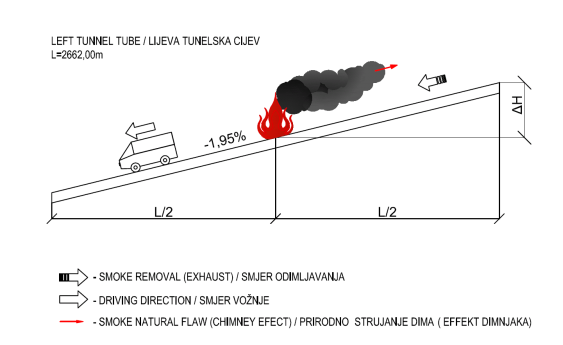 LEFT TUNNEL TUBE / LIJEVA TUNELSKA CIJEV
L=2662,00m
-1,95%
ΔH
L/2
L/2
- SMOKE REMOVAL (EXHAUST) / SMJER ODIMLJAVANJA
- DRIVING DIRECTION / SMJER VOŽNJE
- SMOKE NATURAL FLAW (CHIMNEY EFECT) / PRIRODNO STRUJANJE DIMA ( EFFEKT DIMNJAKA)